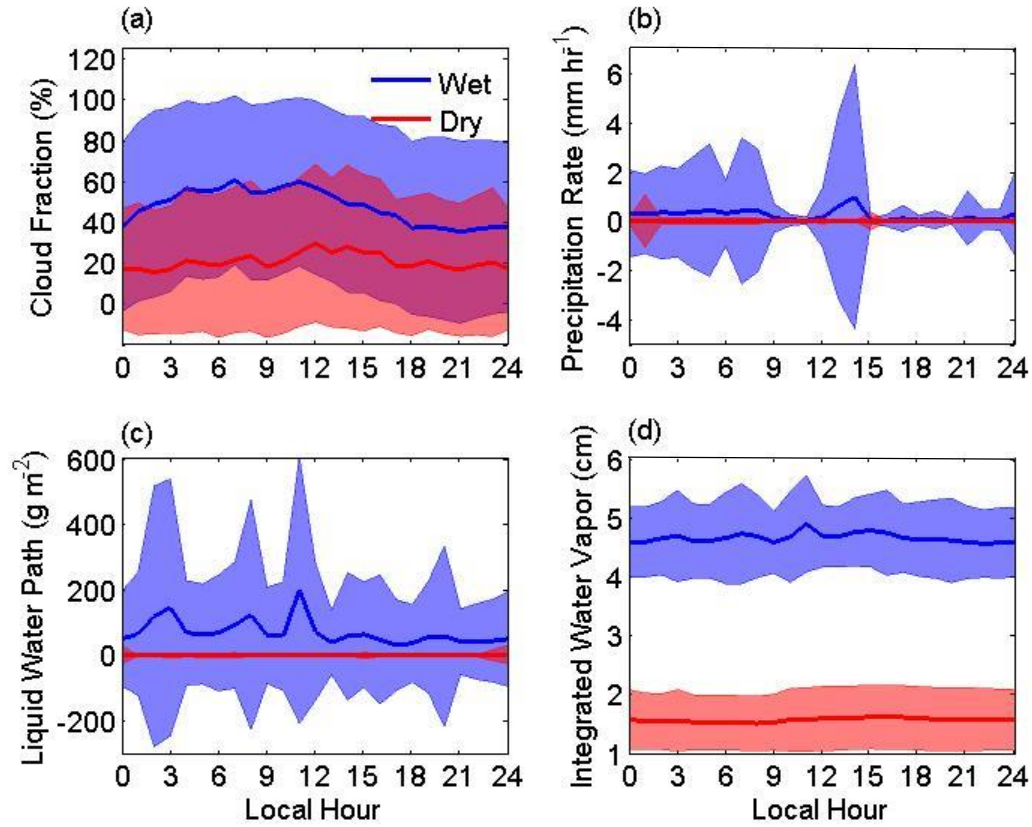 (a)
Cloud Fraction (%)
120
100
80
60
40
20
0
Wet
Dry
0 3 6 9 12 15 18 21 24
(b)
Precipitation Rate (mm hr⁻¹)
6
4
2
0
-2
-4
0 3 6 9 12 15 18 21 24
(c)
Liquid Water Path (g m⁻²)
600
400
200
0
-200
0 3 6 9 12 15 18 21 24
Local Hour
(d)
Integrated Water Vapor (cm)
6
5
4
3
2
1
0 3 6 9 12 15 18 21 24
Local Hour